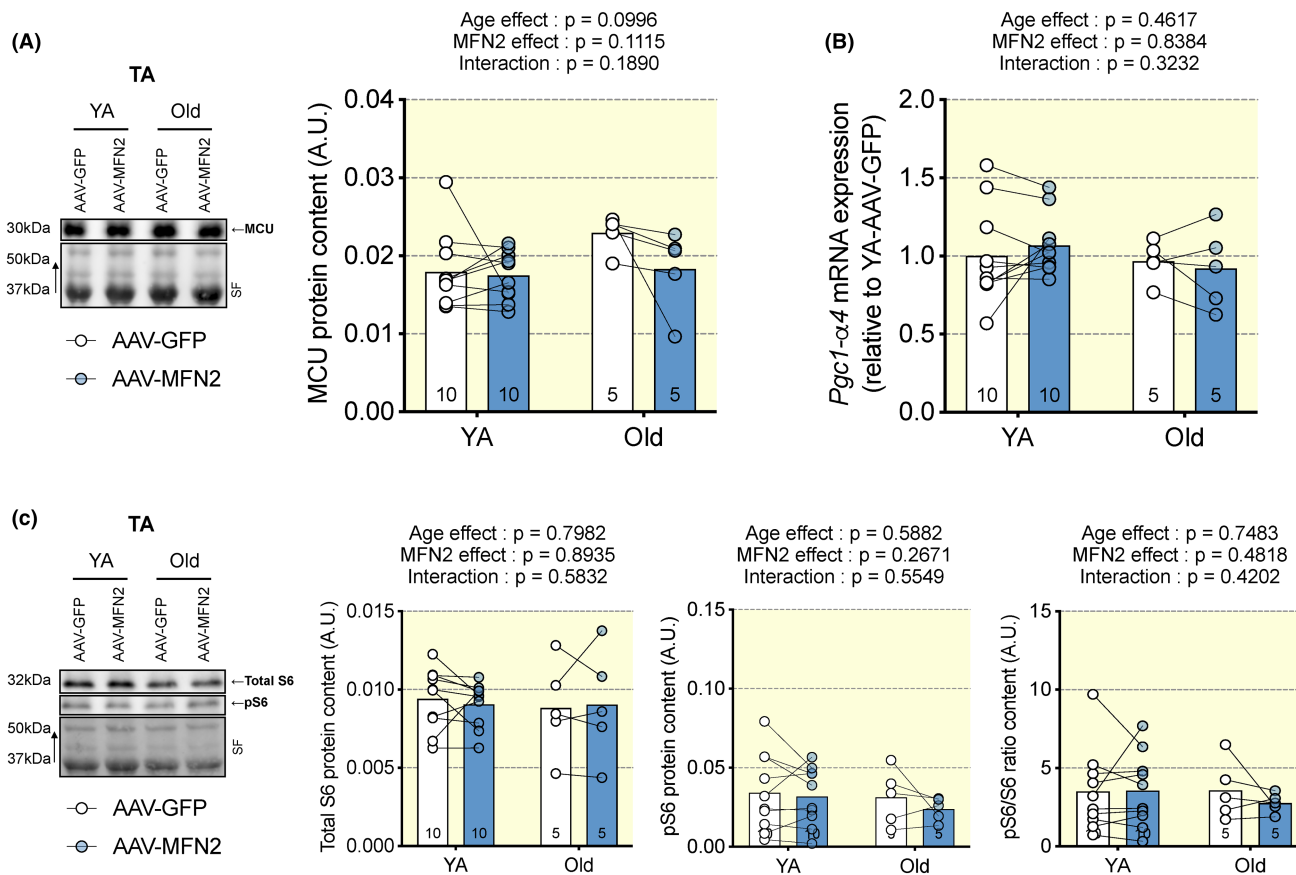 (A)
TA
YA Old
AAV-GFP AAV-MFN2 AAV-GFP AAV-MFN2
30kDa ←MCU
50kDa
37kDa SF
AAV-GFP
AAV-MFN2
Age effect : p = 0.0996
MFN2 effect : p = 0.1115
Interaction : p = 0.1890
MCU protein content (A.U.)
0.04
0.03
0.02
0.01
0.00
10 10 5 5
YA Old
(B)
Age effect : p = 0.4617
MFN2 effect : p = 0.8384
Interaction : p = 0.3232
Pgc1-α4 mRNA expression
(relative to YA-AAV-GFP)
2.0
1.5
1.0
0.5
0.0
10 10 5 5
YA Old
(c)
TA
YA Old
AAV-GFP AAV-MFN2 AAV-GFP AAV-MFN2
32kDa ←Total S6
←pS6
50kDa
37kDa SF
AAV-GFP
AAV-MFN2
Age effect : p = 0.7982
MFN2 effect : p = 0.8935
Interaction : p = 0.5832
Total S6 protein content (A.U.)
0.015
0.010
0.005
0.000
10 10 5 5
YA Old
Age effect : p = 0.5882
MFN2 effect : p = 0.2671
Interaction : p = 0.5549
pS6 protein content (A.U.)
0.15
0.10
0.05
0.00
5
YA Old
Age effect : p = 0.7483
MFN2 effect : p = 0.4818
Interaction : p = 0.4202
pS6/S6 ratio content (A.U.)
15
10
5
0
5 5
YA Old